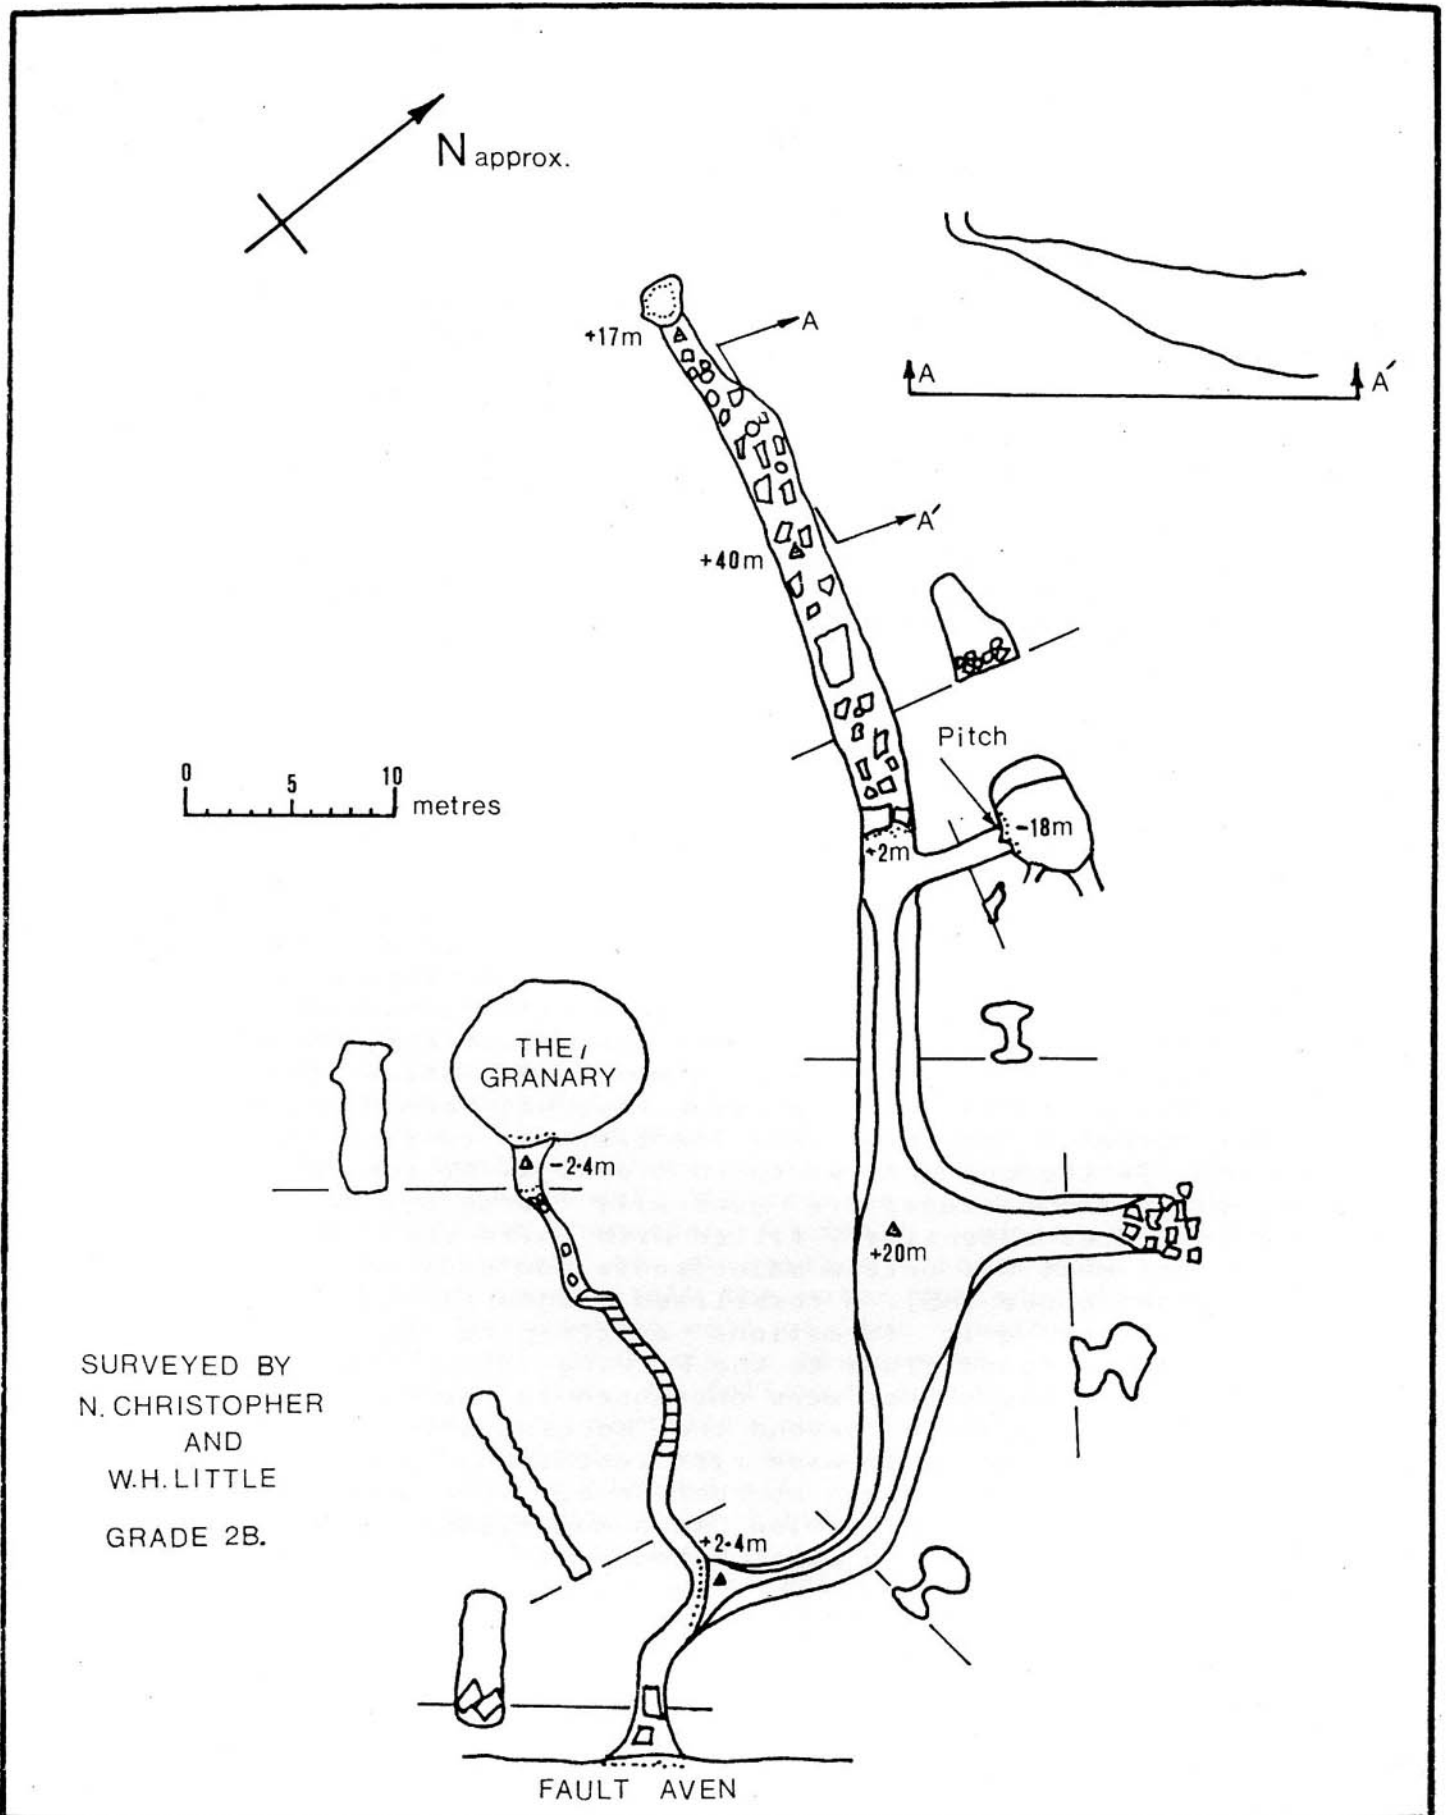 N approx.
+17m
A
A
A′
A′
+40m
Pitch
0 5 10
metres
-18m
+2m
THE
GRANARY
-2·4m
+20m
SURVEYED BY
N. CHRISTOPHER
AND
W.H. LITTLE
GRADE 2B.
+2·4m
FAULT AVEN